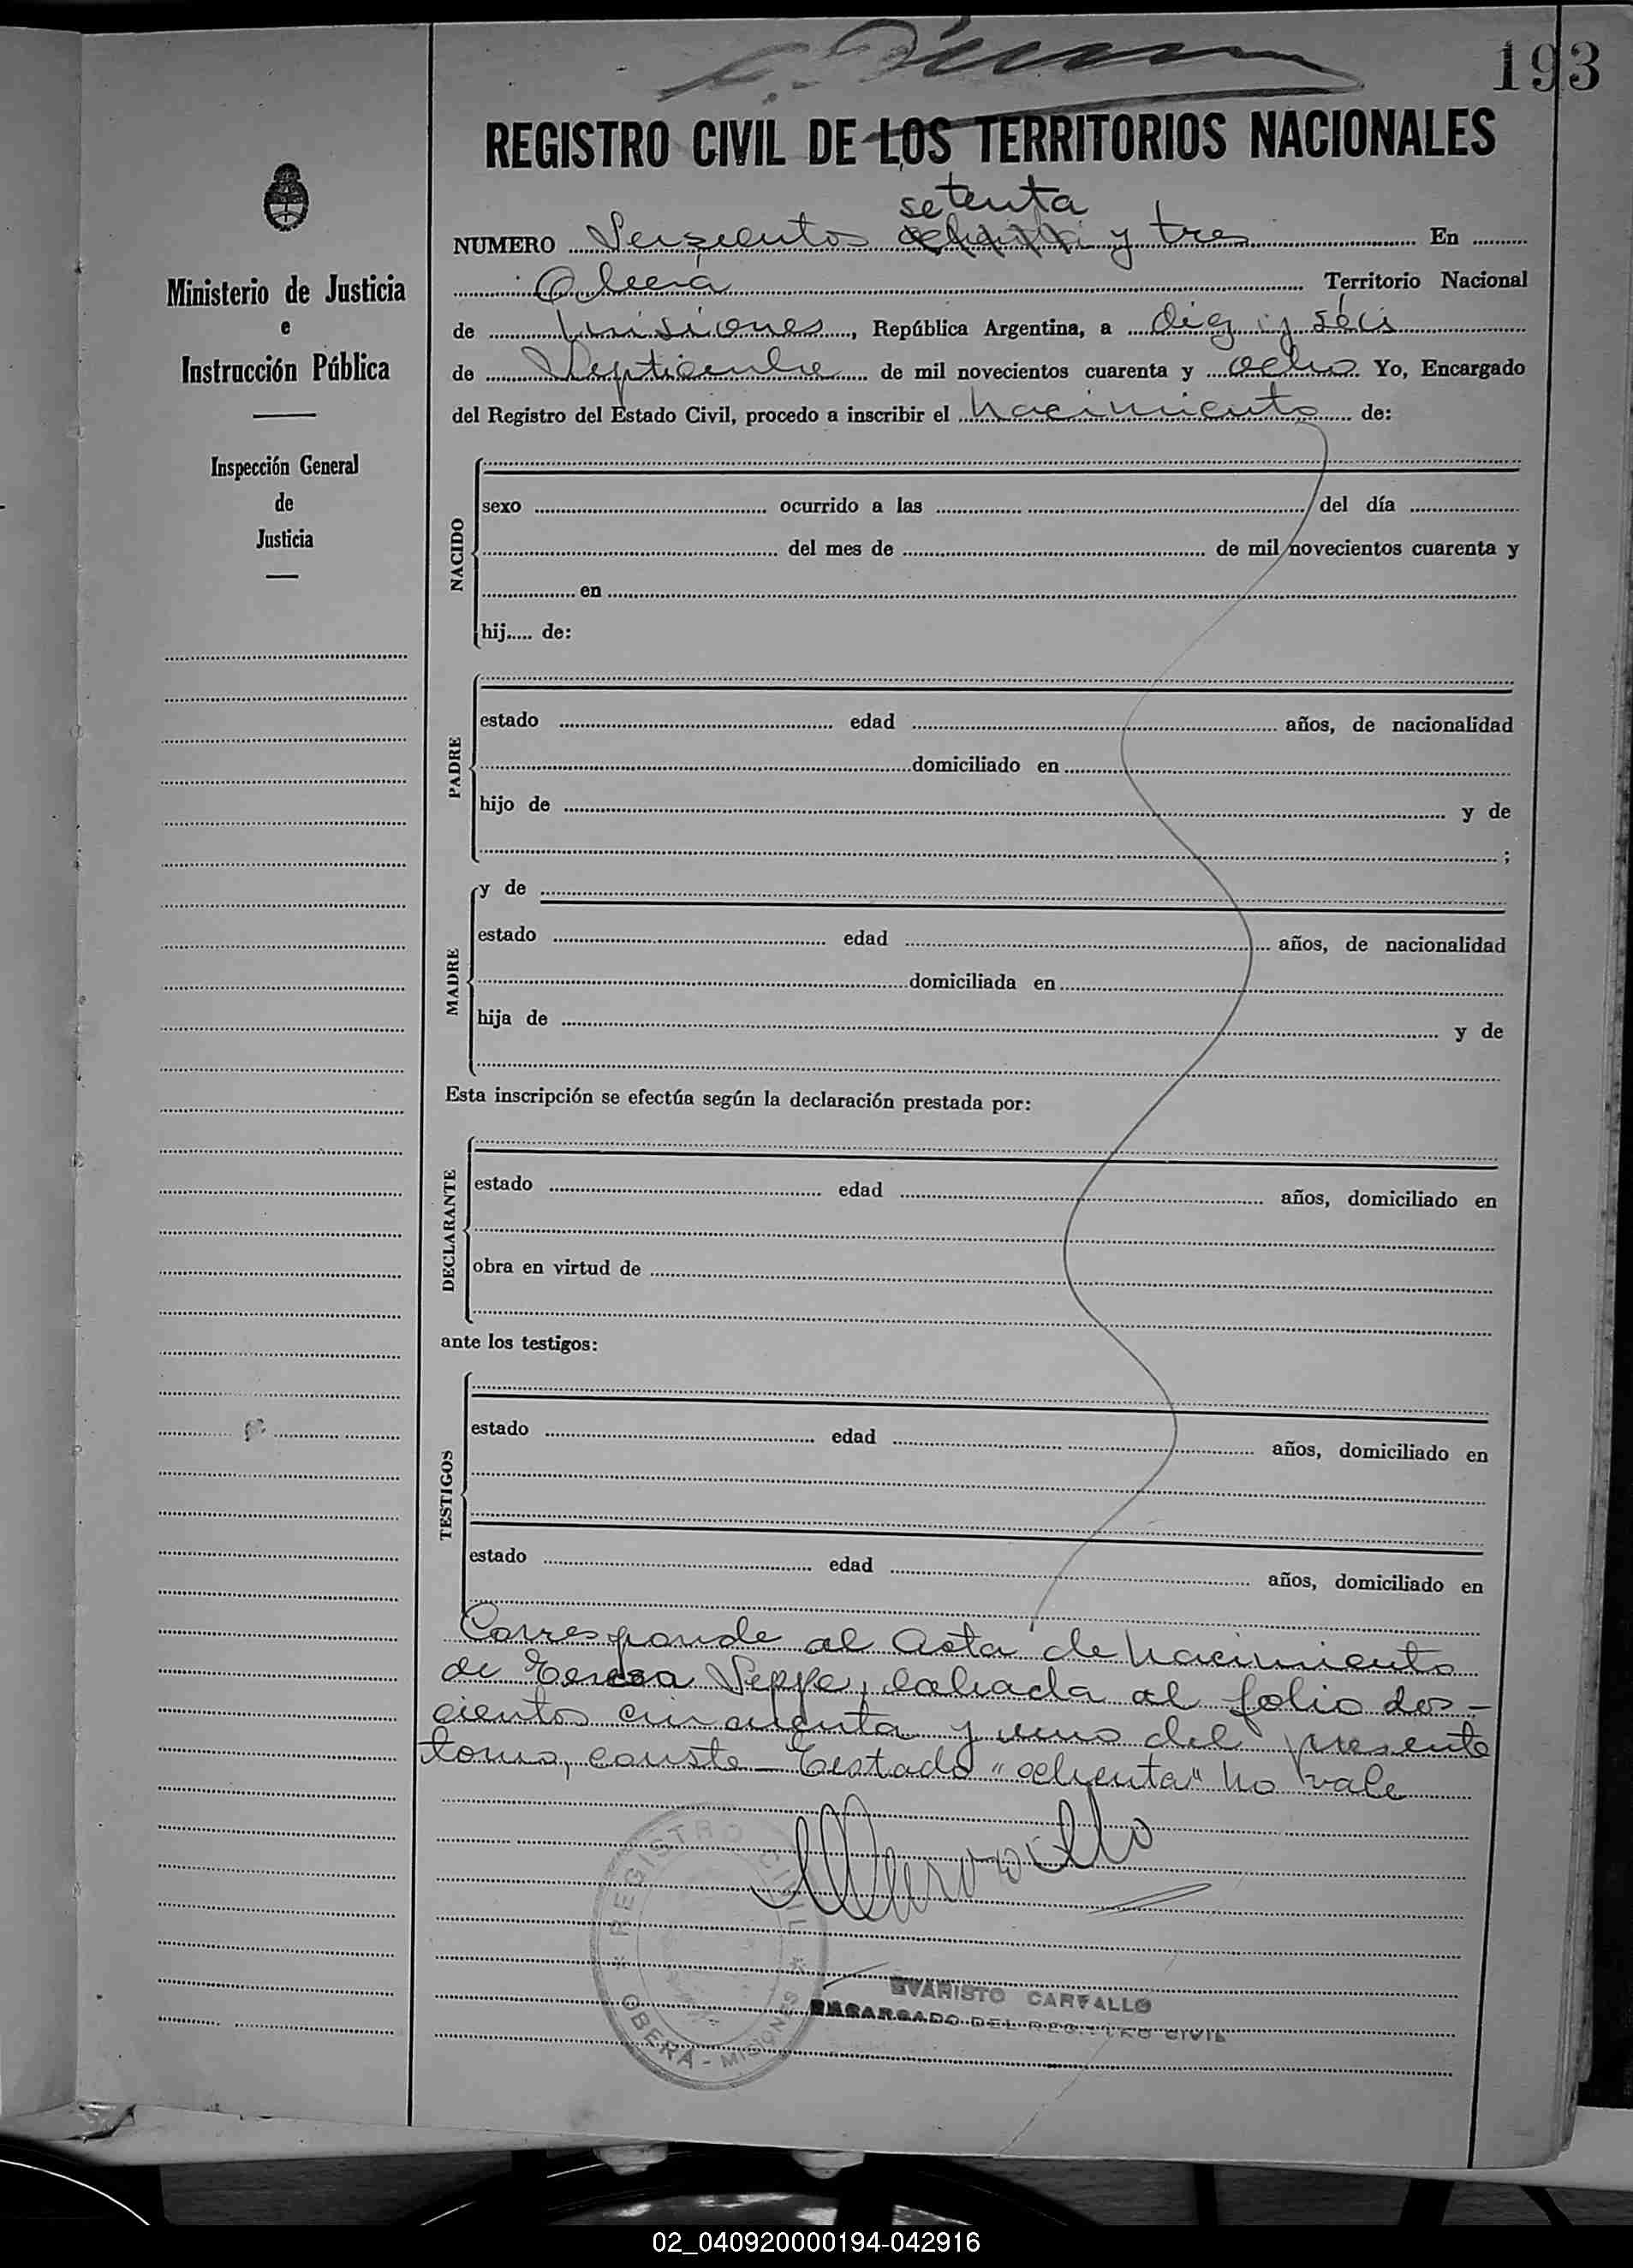 193
REGISTRO CIVIL DE LOS TERRITORIOS NACIONALES
Ministerio de Justicia
e
Instrucción Pública
Inspección General
de
Justicia
setenta
NUMERO Seiscientos ochenta y tres En
Oberá Territorio Nacional
de Misiones, República Argentina, a diez y séis
de Septiembre de mil novecientos cuarenta y ocho Yo, Encargado
del Registro del Estado Civil, procedo a inscribir el nacimiento de:
NACIDO
sexo ocurrido a las del día
del mes de de mil novecientos cuarenta y
en
hij..... de:
PADRE
estado edad años, de nacionalidad
domiciliado en
hijo de y de
;
MADRE
y de
estado edad años, de nacionalidad
domiciliada en
hija de y de
Esta inscripción se efectúa según la declaración prestada por:
DECLARANTE
estado edad años, domiciliado en
obra en virtud de
ante los testigos:
TESTIGOS
estado edad años, domiciliado en
estado edad años, domiciliado en
Corresponde al Acta de nacimiento
de Teresa Seppe, labrada al folio dos-
cientos cincuenta y uno del presente
tomo, conste - Testado "ochenta" no vale
REGISTRO CIVIL
OBERÁ - MISIONES
EVARISTO CARVALLO
ENCARGADO DEL REGISTRO CIVIL
02_040920000194-042916